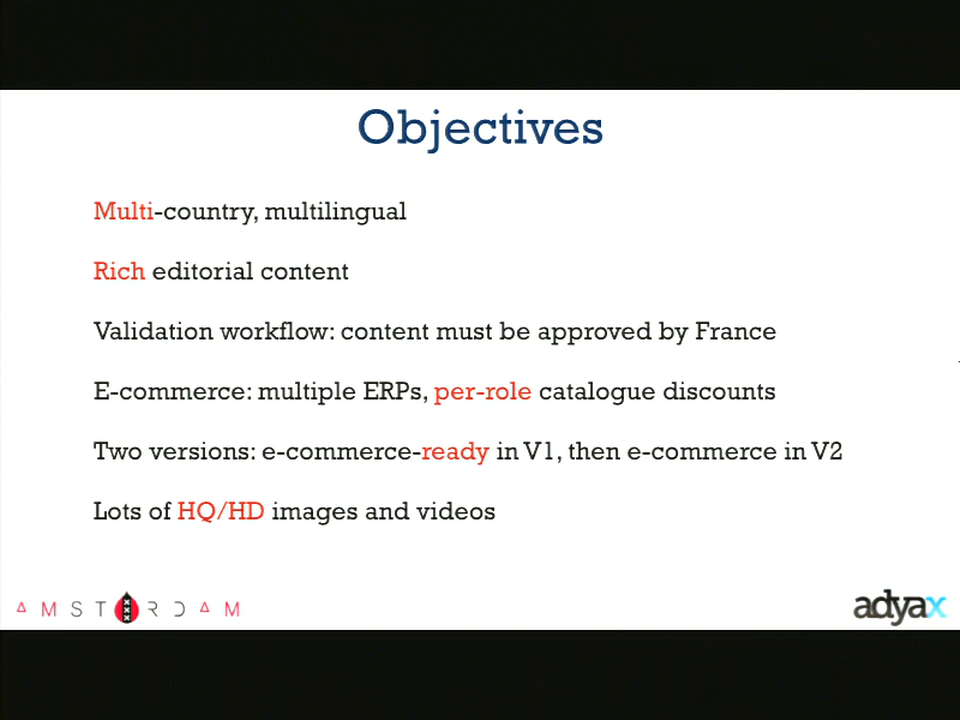 Objectives
Multi-country, multilingual
Rich editorial content
Validation workflow: content must be approved by France
E-commerce: multiple ERPs, per-role catalogue discounts
Two versions: e-commerce-ready in V1, then e-commerce in V2
Lots of HQ/HD images and videos
AMSTERDAM
adyax